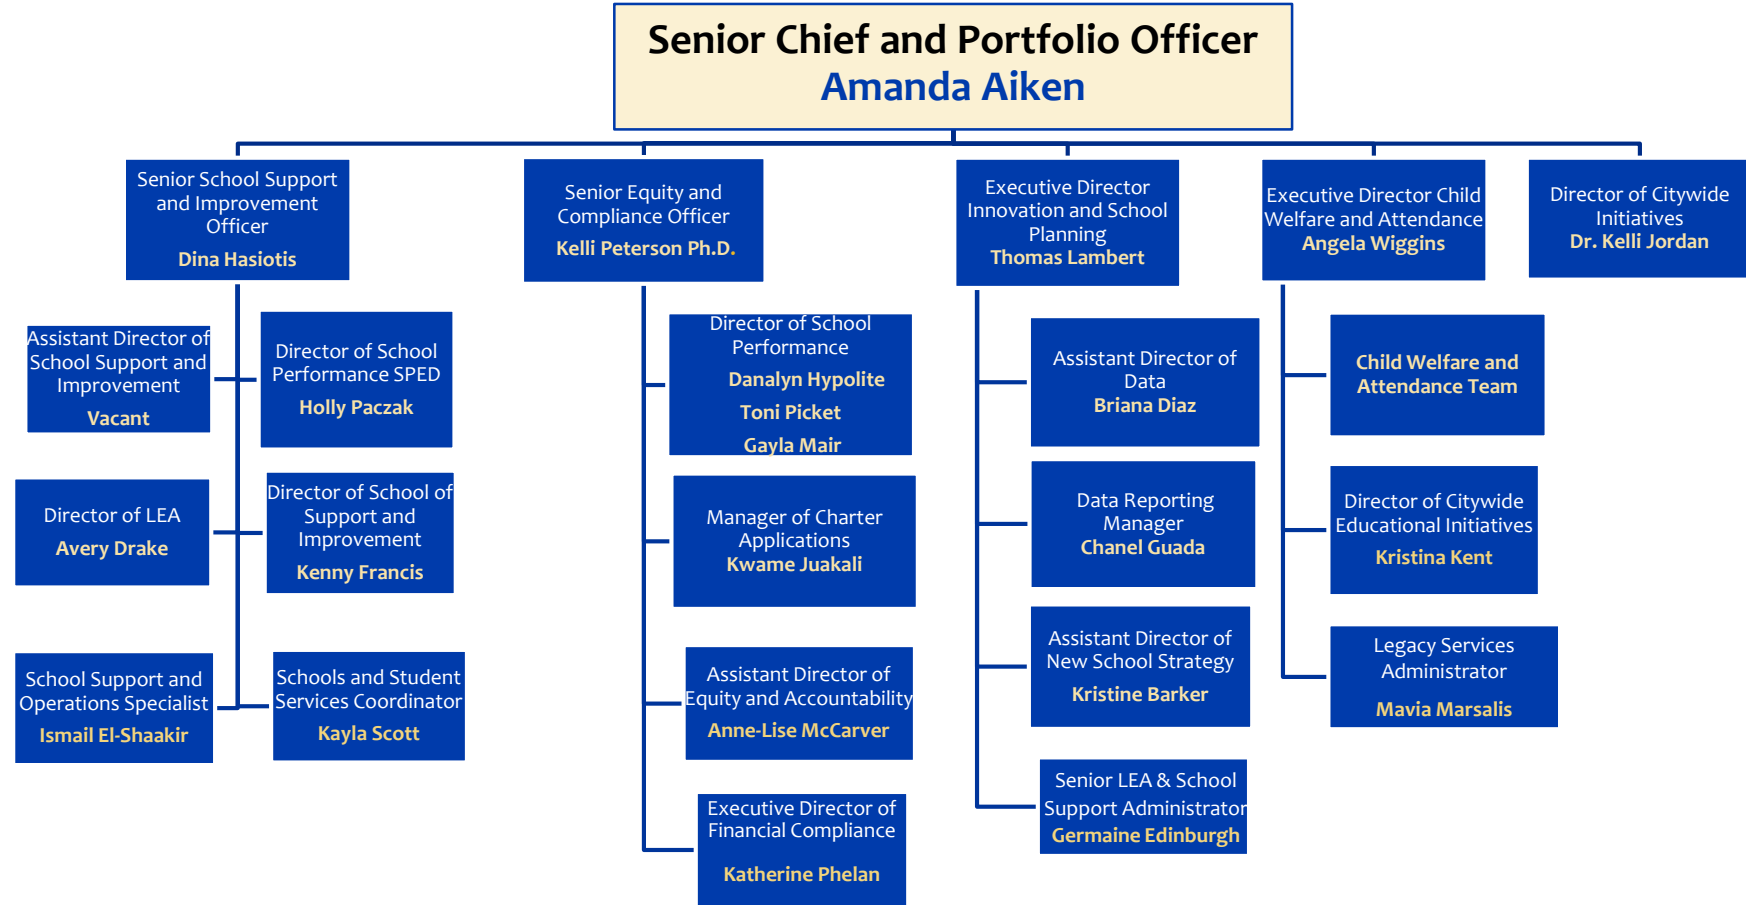 Senior Chief and Portfolio Officer
Amanda Aiken
Senior School Support
and Improvement
Officer
Dina Hasiotis
Senior Equity and
Compliance Officer
Kelli Peterson Ph.D.
Executive Director
Innovation and School
Planning
Thomas Lambert
Executive Director Child
Welfare and Attendance
Angela Wiggins
Director of Citywide
Initiatives
Dr. Kelli Jordan
Assistant Director of
School Support and
Improvement
Vacant
Director of School
Performance SPED
Holly Paczak
Director of LEA
Avery Drake
Director of School of
Support and
Improvement
Kenny Francis
School Support and
Operations Specialist
Ismail El-Shaakir
Schools and Student
Services Coordinator
Kayla Scott
Director of School
Performance
Danalyn Hypolite
Toni Picket
Gayla Mair
Manager of Charter
Applications
Kwame Juakali
Assistant Director of
Equity and Accountability
Anne-Lise McCarver
Executive Director of
Financial Compliance
Katherine Phelan
Assistant Director of
Data
Briana Diaz
Data Reporting
Manager
Chanel Guada
Assistant Director of
New School Strategy
Kristine Barker
Senior LEA & School
Support Administrator
Germaine Edinburgh
Child Welfare and
Attendance Team
Director of Citywide
Educational Initiatives
Kristina Kent
Legacy Services
Administrator
Mavia Marsalis